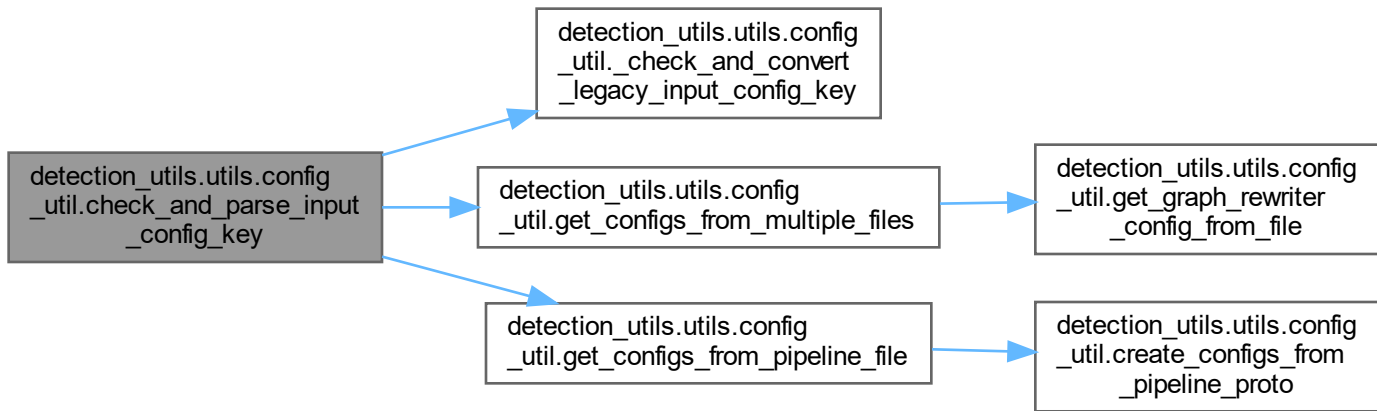 detection_utils.utils.config
_util._check_and_convert
_legacy_input_config_key
detection_utils.utils.config
_util.check_and_parse_input
_config_key
detection_utils.utils.config
_util.get_configs_from_multiple_files
detection_utils.utils.config
_util.get_graph_rewriter
_config_from_file
detection_utils.utils.config
_util.get_configs_from_pipeline_file
detection_utils.utils.config
_util.create_configs_from
_pipeline_proto